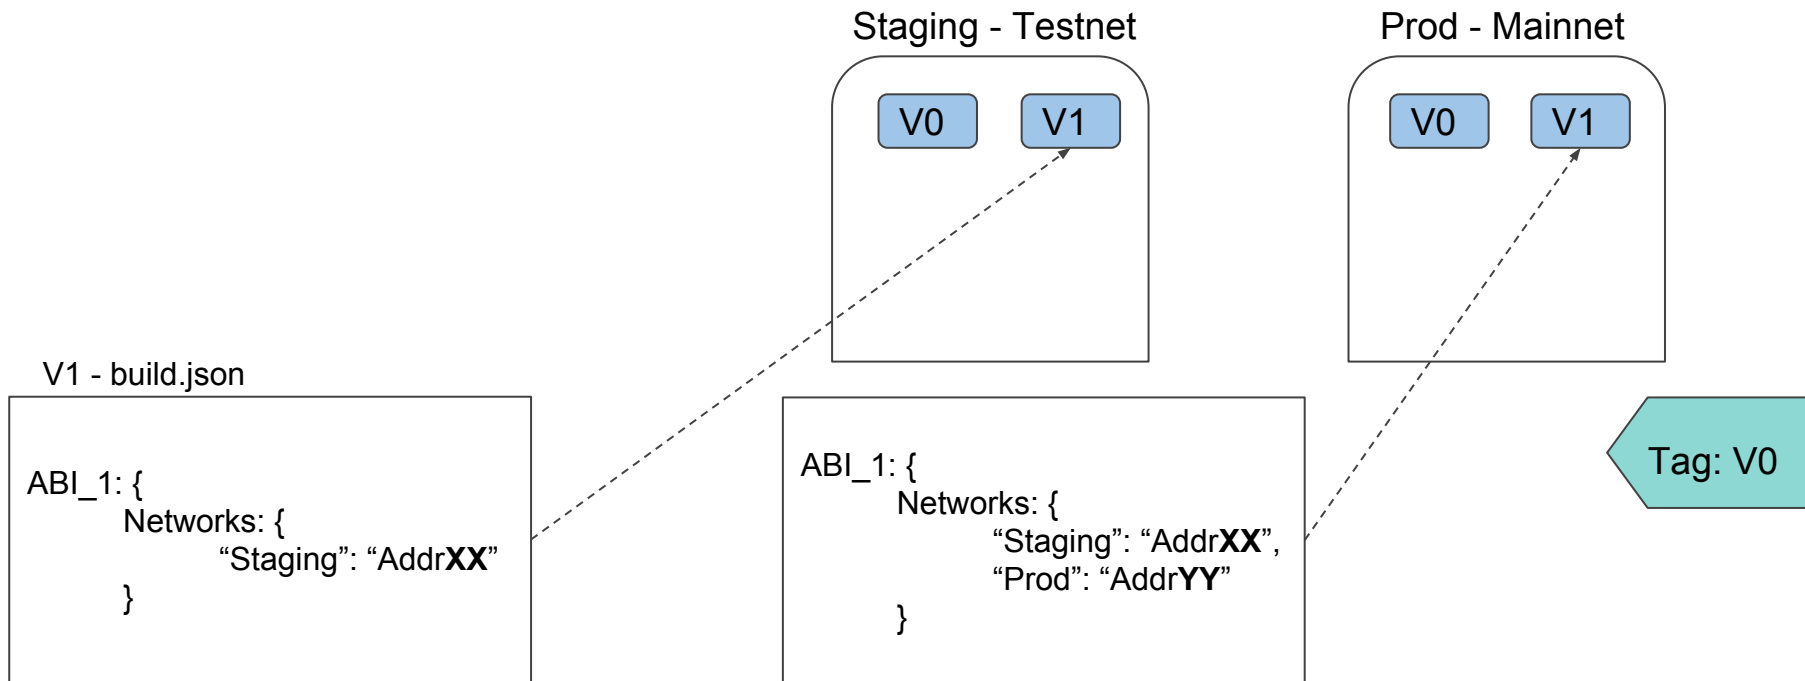 Staging - Testnet
Prod - Mainnet
V0
V1
V0
V1
V1 - build.json
ABI_1: {
Networks: {
“Staging”: “AddrXX”
}
ABI_1: {
Networks: {
“Staging”: “AddrXX”,
“Prod”: “AddrYY”
}
Tag: V0